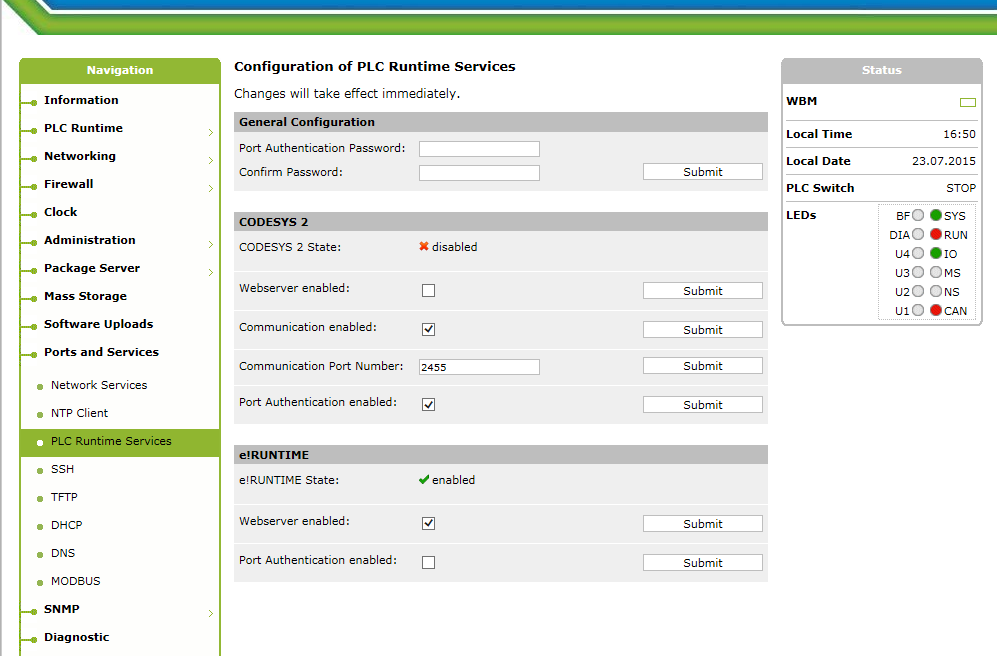 Navigation
Information
PLC Runtime
Networking
Firewall
Clock
Administration
Package Server
Mass Storage
Software Uploads
Ports and Services
Network Services
NTP Client
PLC Runtime Services
SSH
TFTP
DHCP
DNS
MODBUS
SNMP
Diagnostic
Configuration of PLC Runtime Services
Changes will take effect immediately.
General Configuration
Port Authentication Password:
Confirm Password: Submit
CODESYS 2
CODESYS 2 State: disabled
Webserver enabled: Submit
Communication enabled: Submit
Communication Port Number: 2455 Submit
Port Authentication enabled: Submit
e!RUNTIME
e!RUNTIME State: enabled
Webserver enabled: Submit
Port Authentication enabled: Submit
Status
WBM
Local Time 16:50
Local Date 23.07.2015
PLC Switch STOP
LEDs BF SYS
DIA RUN
U4 IO
U3 MS
U2 NS
U1 CAN